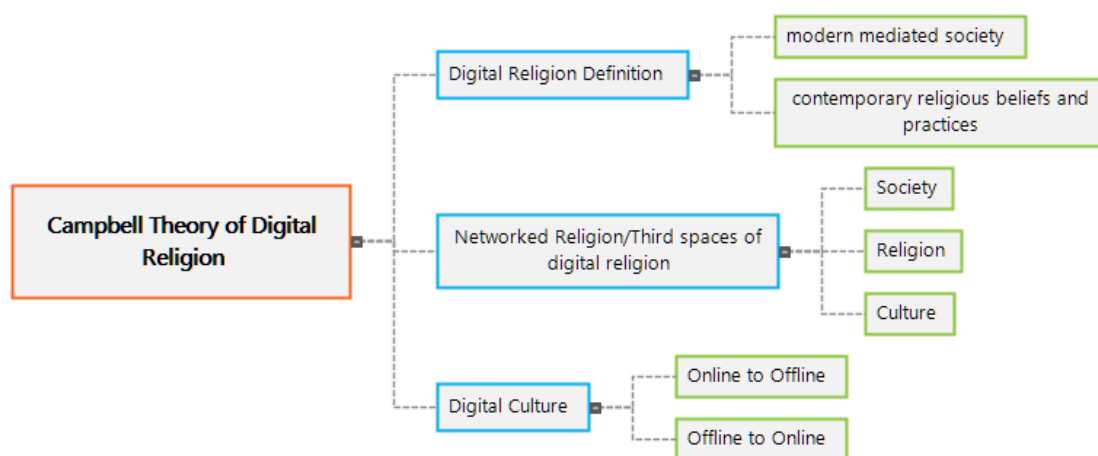 Campbell Theory of Digital
Religion
Digital Religion Definition
modern mediated society
contemporary religious beliefs and
practices
Networked Religion/Third spaces of
digital religion
Society
Religion
Culture
Digital Culture
Online to Offline
Offline to Online